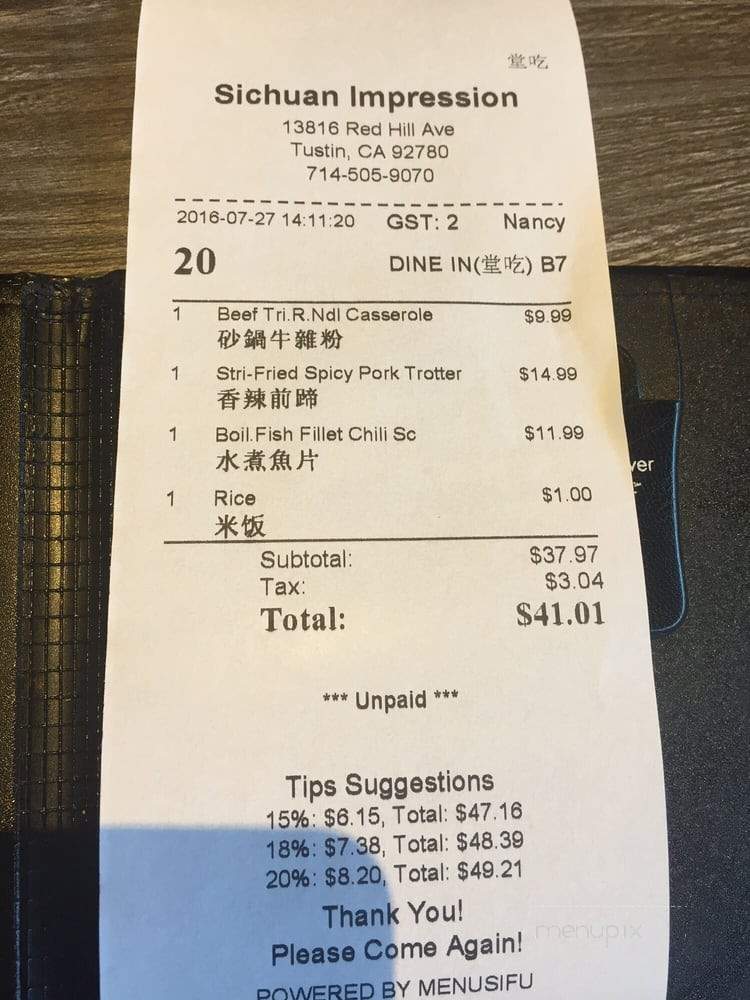 堂吃
Sichuan Impression
13816 Red Hill Ave
Tustin, CA 92780
714-505-9070
2016-07-27 14:11:20 GST: 2 Nancy
20 DINE IN(堂吃) B7
1 Beef Tri.R.Ndl Casserole $9.99
砂鍋牛雜粉
1 Stri-Fried Spicy Pork Trotter $14.99
香辣前蹄
1 Boil.Fish Fillet Chili Sc $11.99
水煮魚片
1 Rice $1.00
米饭
Subtotal: $37.97
Tax: $3.04
Total: $41.01
*** Unpaid ***
Tips Suggestions
15%: $6.15, Total: $47.16
18%: $7.38, Total: $48.39
20%: $8.20, Total: $49.21
Thank You!
Please Come Again!
POWERED BY MENUSIFU
menupix